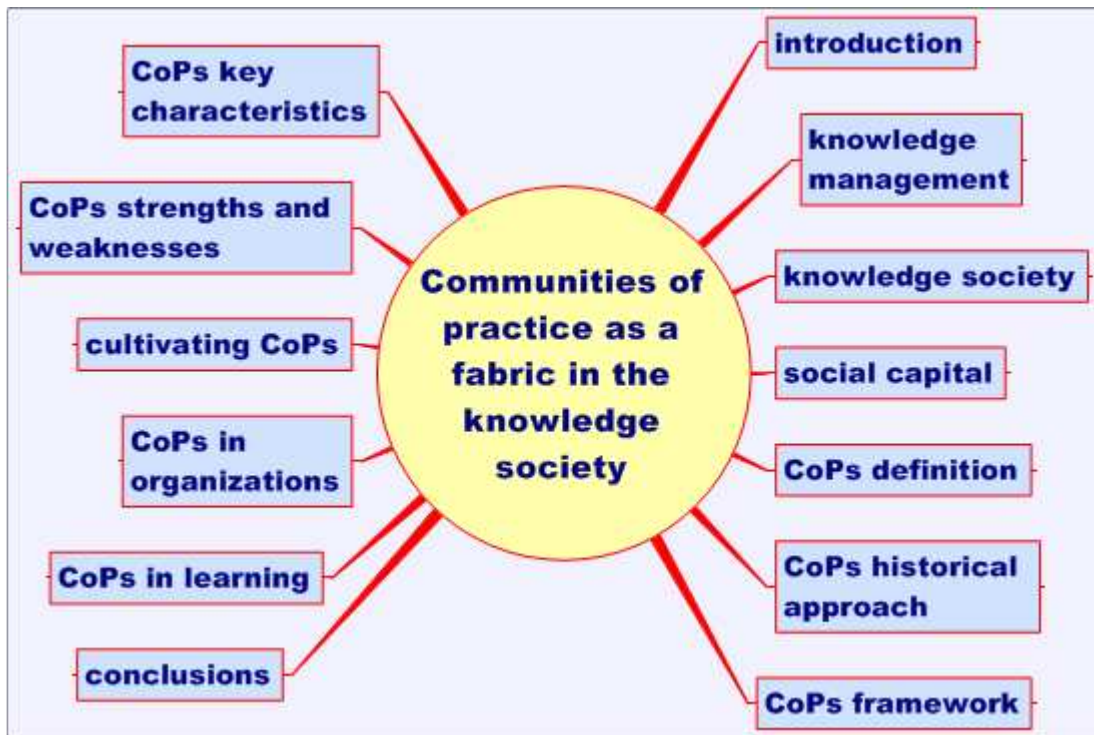 Communities of
practice as a
fabric in the
knowledge
society
introduction
knowledge
management
knowledge society
social capital
CoPs definition
CoPs historical
approach
CoPs framework
CoPs key
characteristics
CoPs strengths and
weaknesses
cultivating CoPs
CoPs in
organizations
CoPs in learning
conclusions